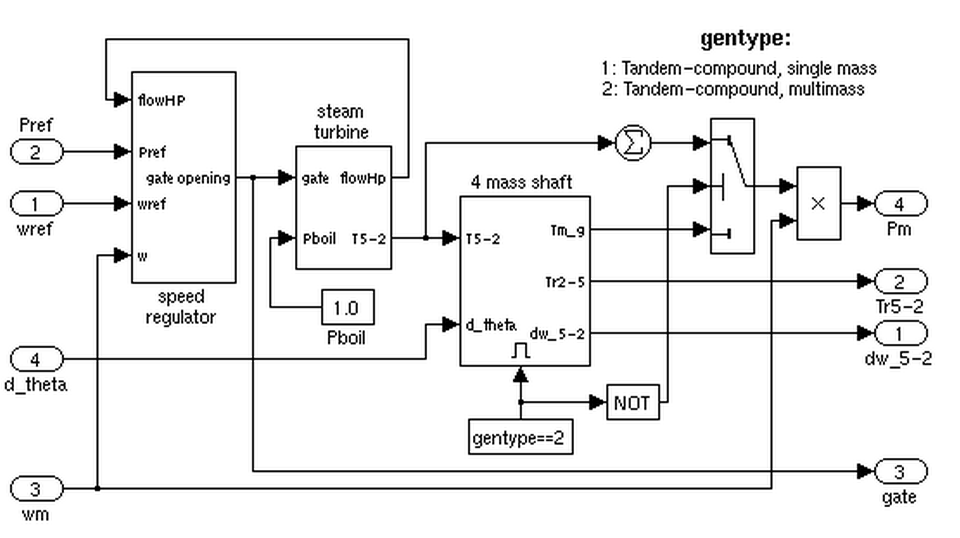 gentype:
1: Tandem-compound, single mass
2: Tandem-compound, multimass
Pref
2
1
wref
flowHP
Pref
gate opening
wref
w
speed
regulator
steam
turbine
gate flowHp
Pboil T5-2
1.0
Pboil
4 mass shaft
T5-2
Tm_g
Tr2-5
d_theta
dw_5-2
Σ
×
4
Pm
2
Tr5-2
1
dw_5-2
4
d_theta
NOT
gentype==2
3
wm
3
gate